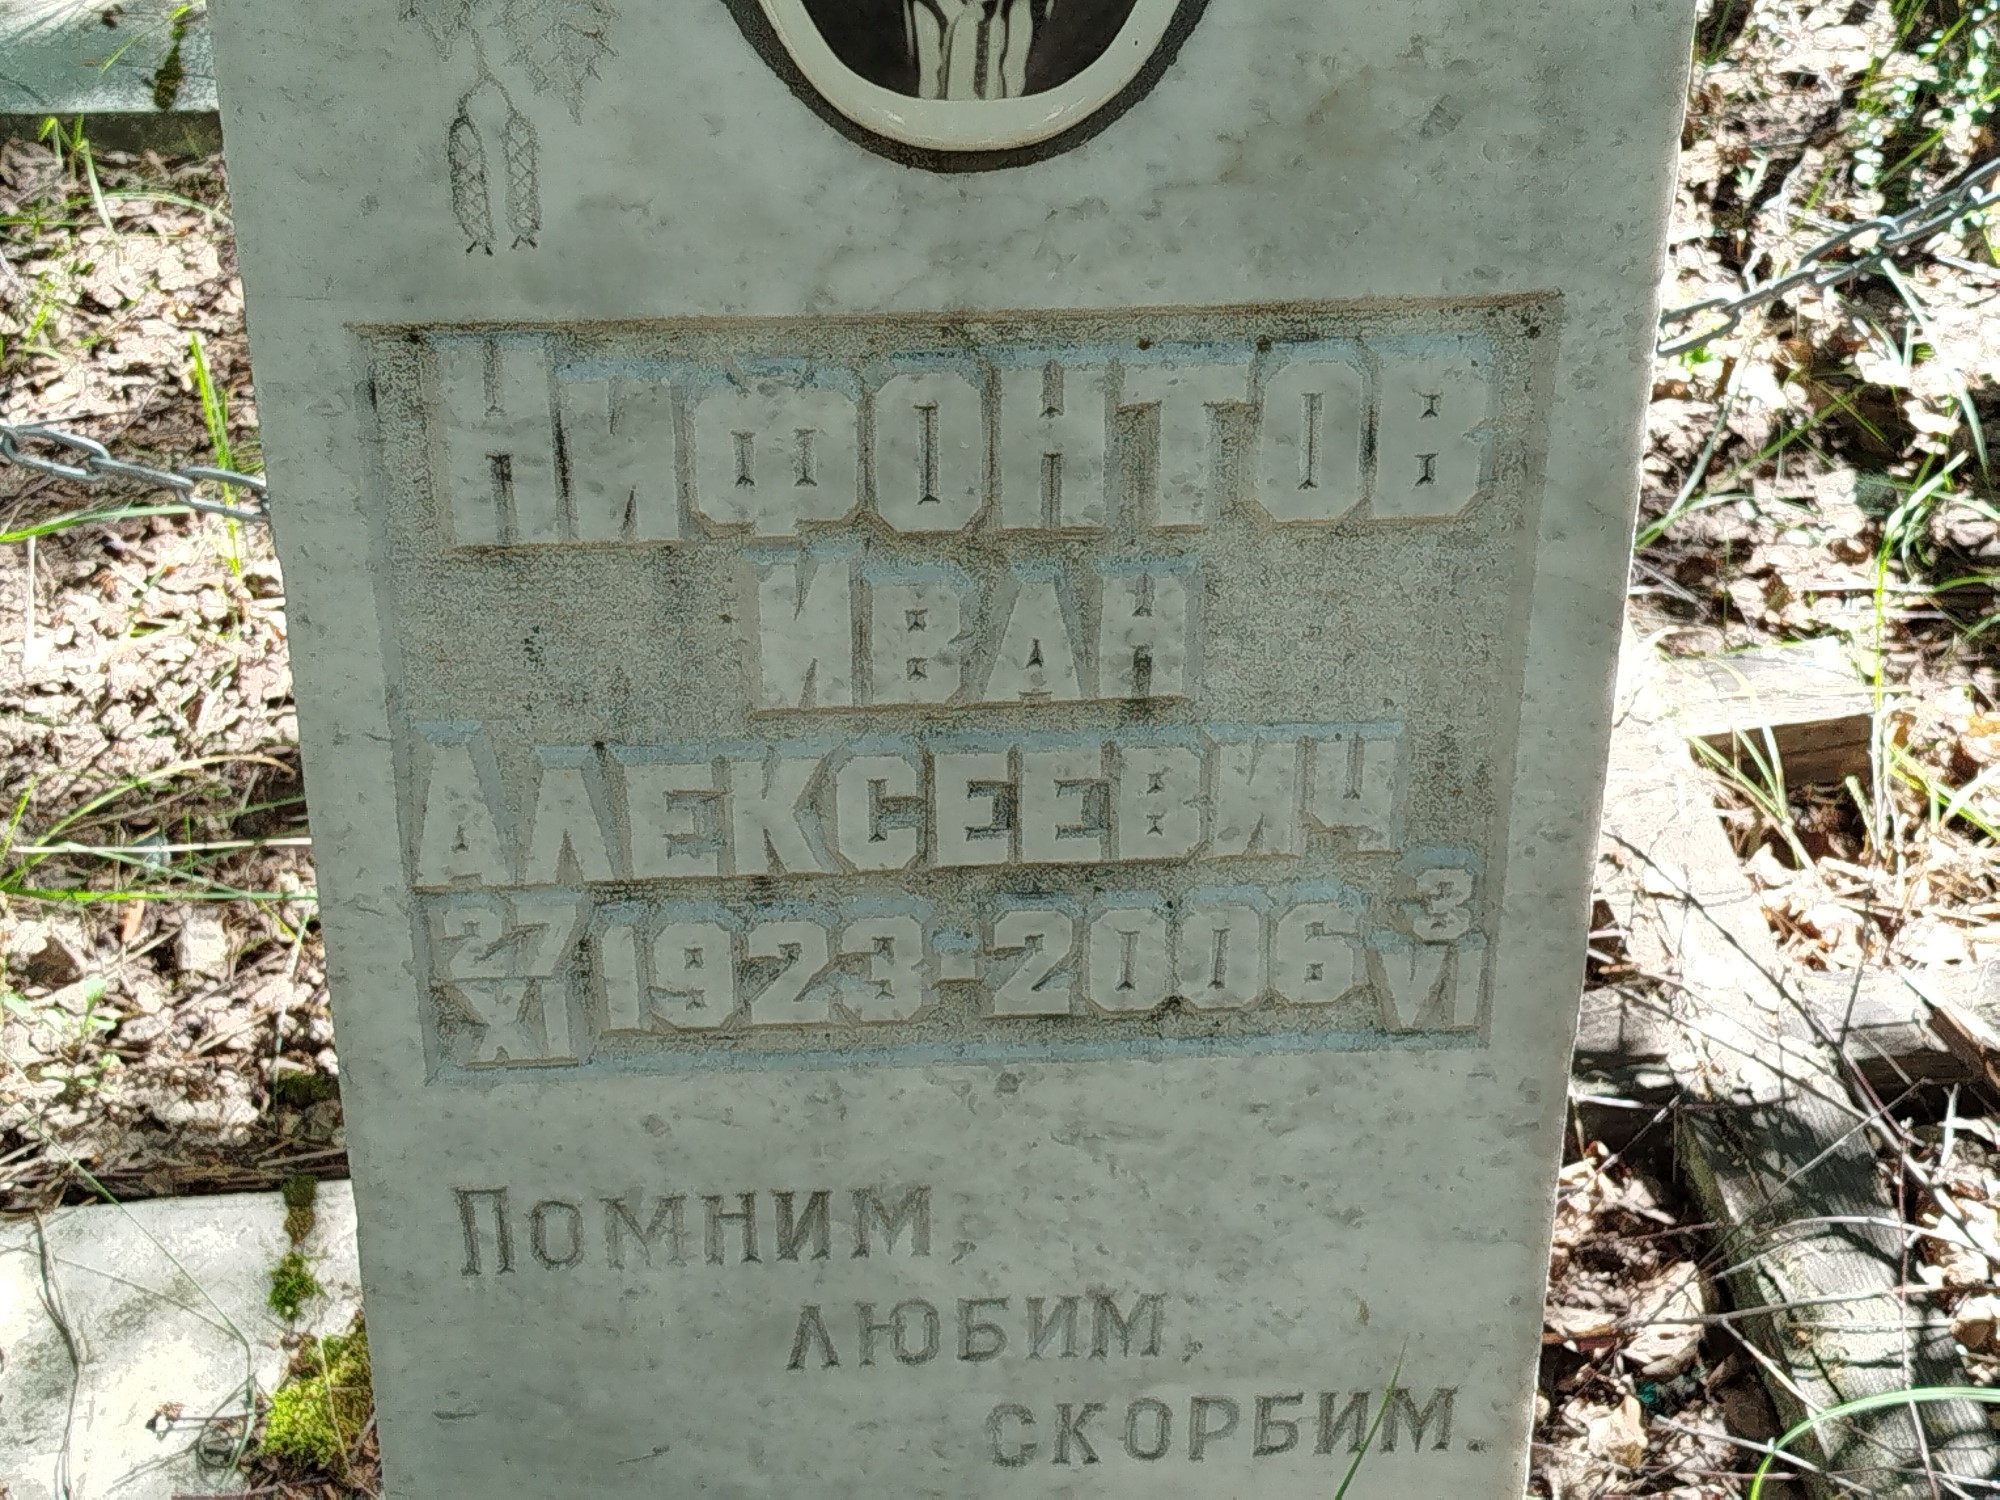 НИФОНТОВ
ИВАН
АЛЕКСЕЕВИЧ
27/XI 1923-2006 3/VI
Помним,
любим,
скорбим.